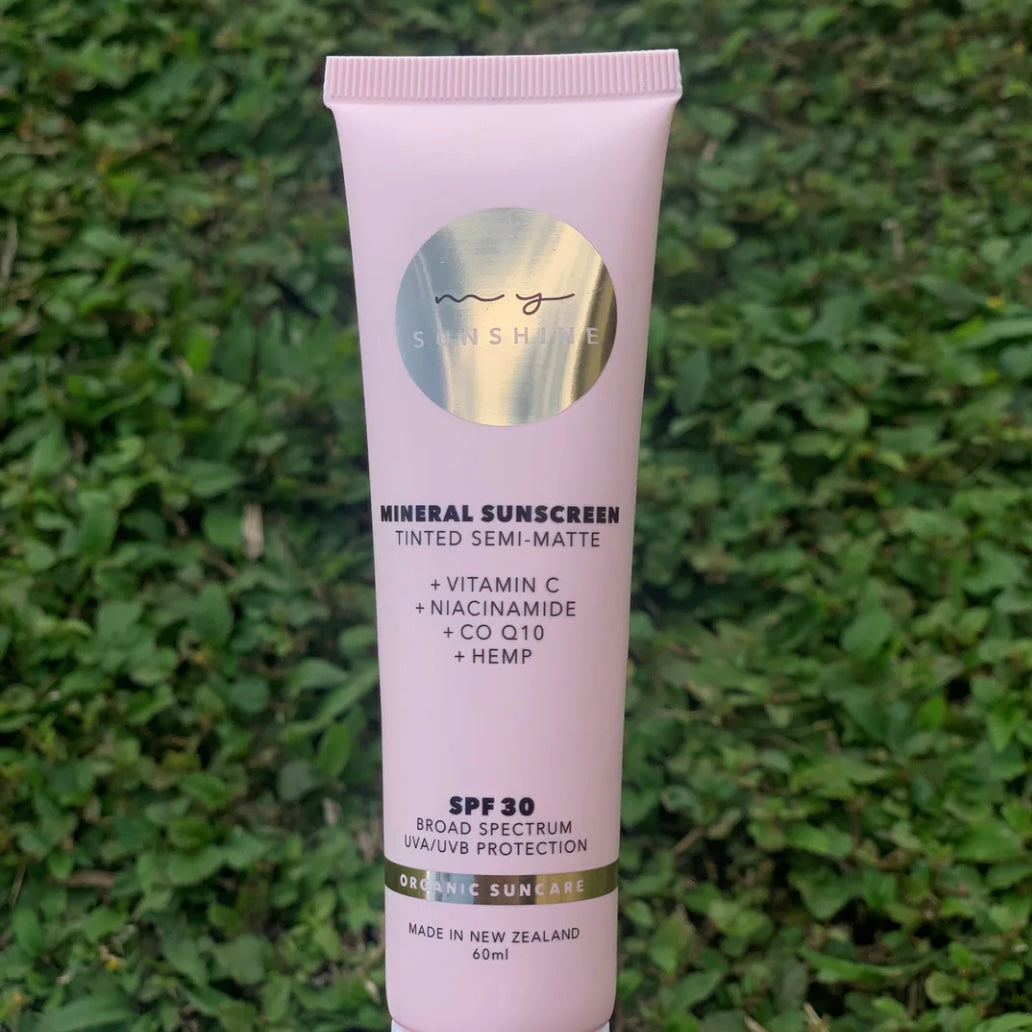 my
SUNSHINE
MINERAL SUNSCREEN
TINTED SEMI-MATTE
+ VITAMIN C
+ NIACINAMIDE
+ CO Q10
+ HEMP
SPF 30
BROAD SPECTRUM
UVA/UVB PROTECTION
ORGANIC SUNCARE
MADE IN NEW ZEALAND
60ml